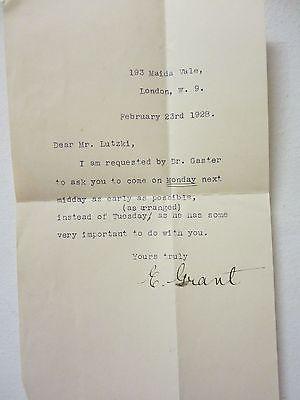 193 Maida Vale,
London, W. 9.
February 23rd 1928.
Dear Mr. Lutzki,
I am requested by Dr. Gaster
to ask you to come on Monday next
midday as early as possible,
(as arranged)
instead of Tuesday/ as he has some
very important to do with you.
Yours truly
E. Grant